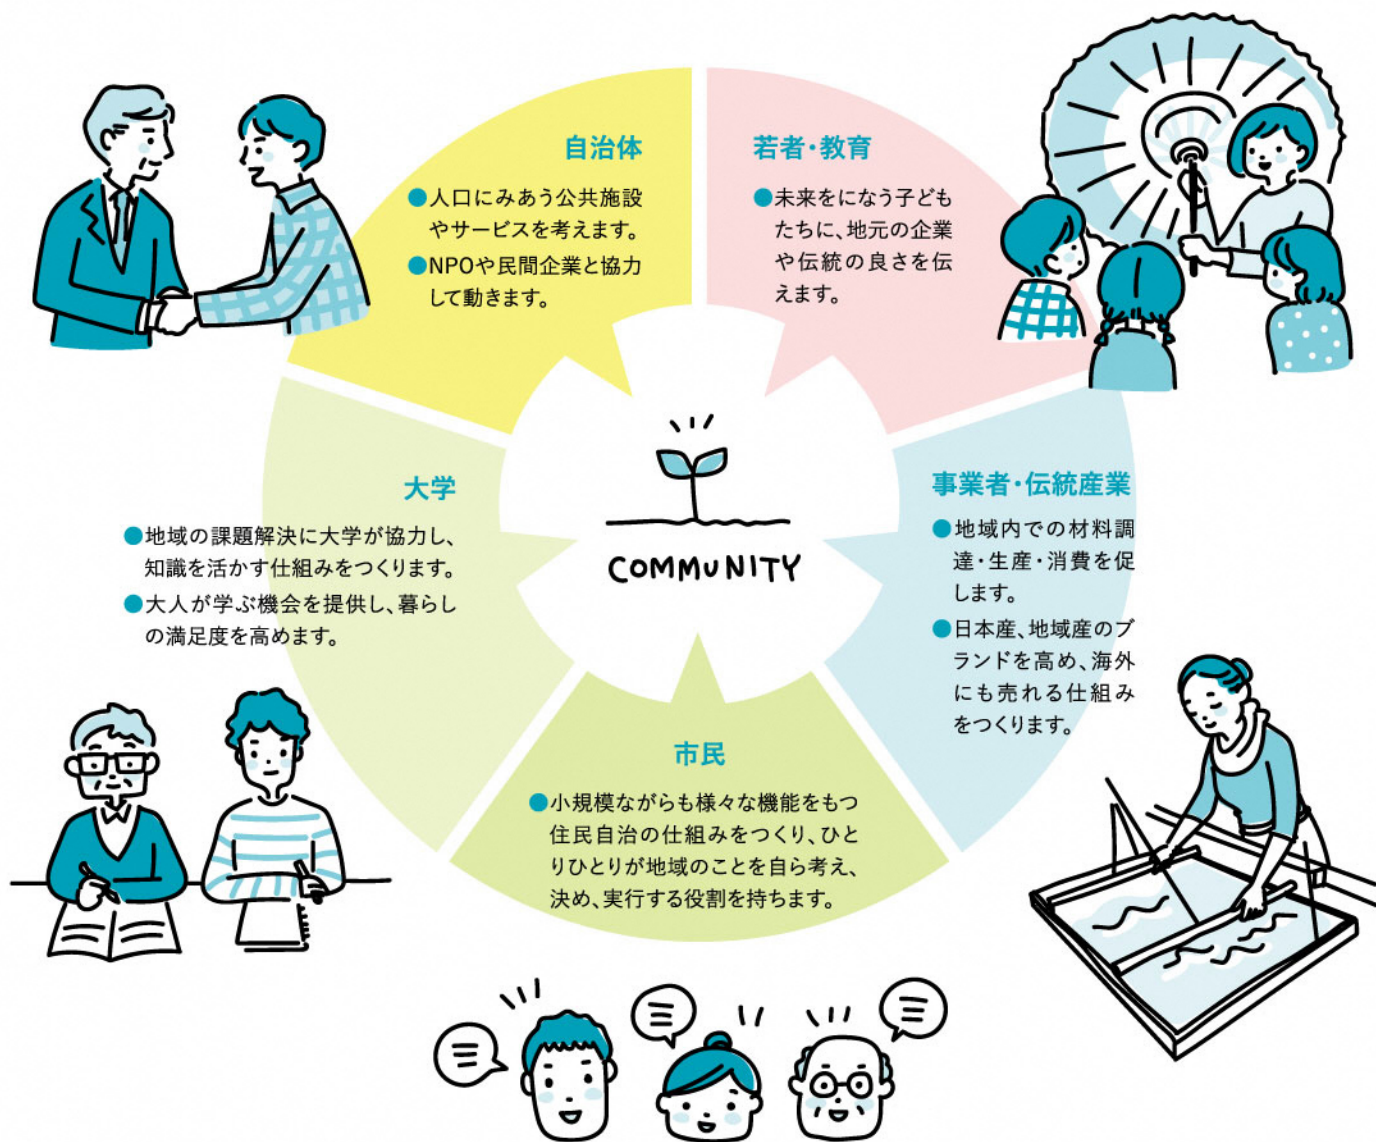 自治体
●人口にみあう公共施設
やサービスを考えます。
●NPOや民間企業と協力
して動きます。
若者・教育
●未来をになう子ども
たちに、地元の企業
や伝統の良さを伝
えます。
大学
●地域の課題解決に大学が協力し、
知識を活かす仕組みをつくります。
●大人が学ぶ機会を提供し、暮らし
の満足度を高めます。
COMMUNITY
事業者・伝統産業
●地域内での材料調
達・生産・消費を促
します。
●日本産、地域産のブ
ランドを高め、海外
にも売れる仕組み
をつくります。
市民
●小規模ながらも様々な機能をもつ
住民自治の仕組みをつくり、ひと
りひとりが地域のことを自ら考え、
決め、実行する役割を持ちます。